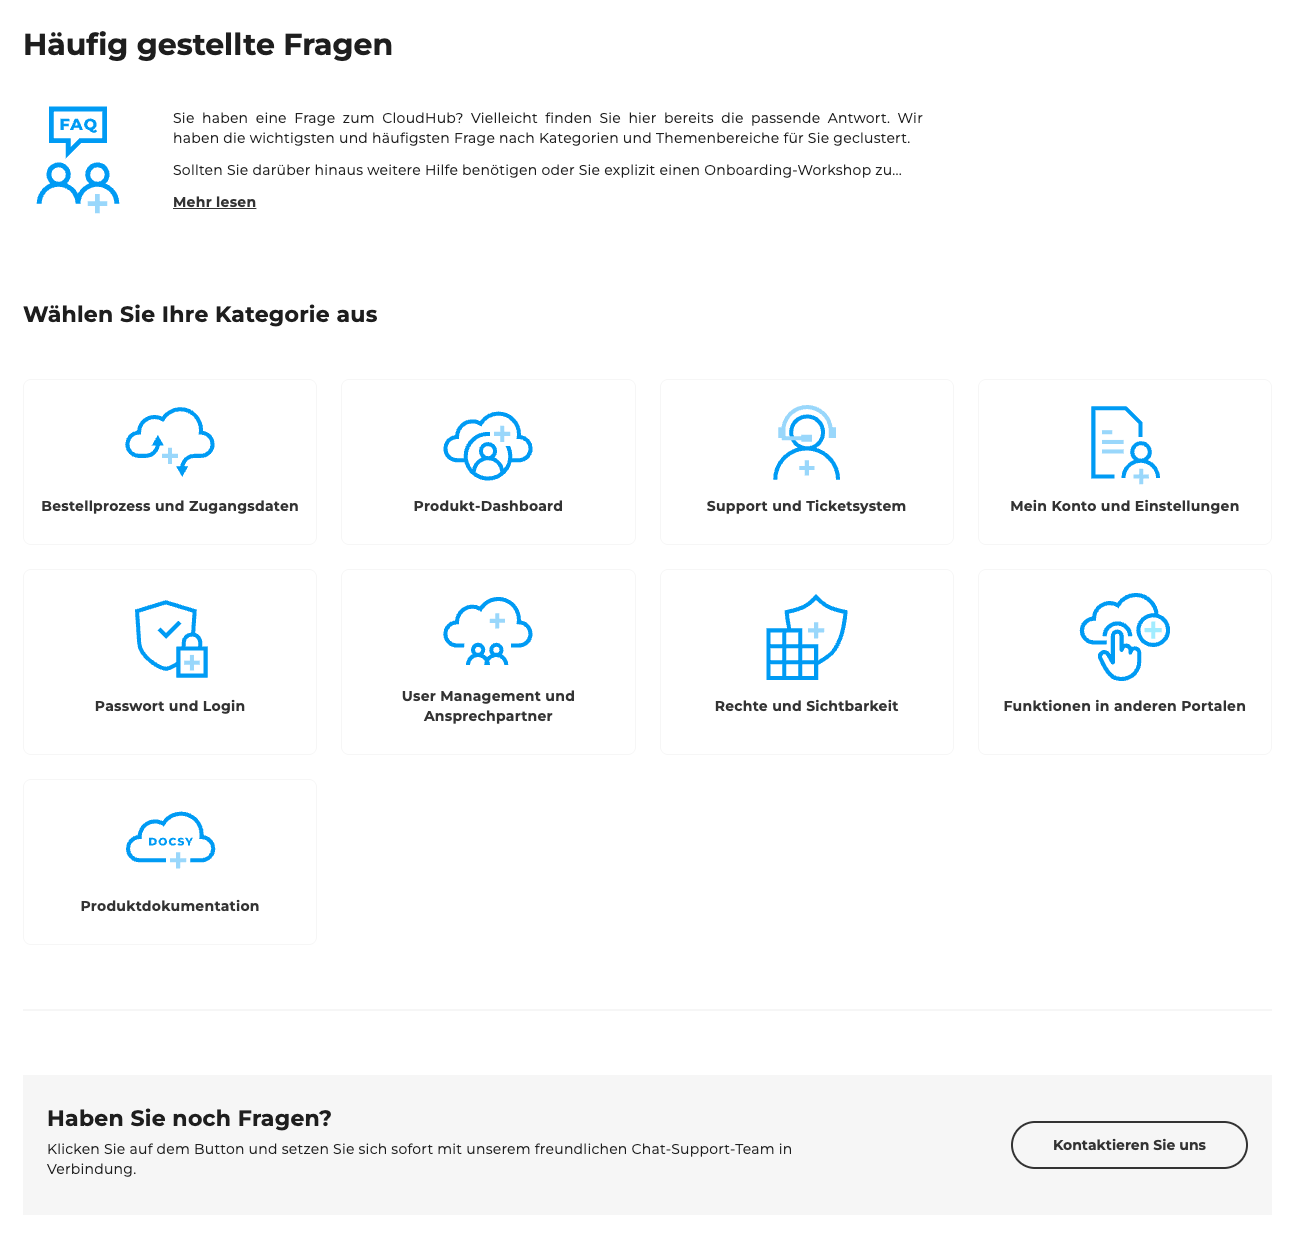 Häufig gestellte Fragen
FAQ
Sie haben eine Frage zum CloudHub? Vielleicht finden Sie hier bereits die passende Antwort. Wir
haben die wichtigsten und häufigsten Frage nach Kategorien und Themenbereiche für Sie geclustert.
Sollten Sie darüber hinaus weitere Hilfe benötigen oder Sie explizit einen Onboarding-Workshop zu...
Mehr lesen
Wählen Sie Ihre Kategorie aus
Bestellprozess und Zugangsdaten
Produkt-Dashboard
Support und Ticketsystem
Mein Konto und Einstellungen
Passwort und Login
User Management und
Ansprechpartner
Rechte und Sichtbarkeit
Funktionen in anderen Portalen
DOCSY
Produktdokumentation
Haben Sie noch Fragen?
Klicken Sie auf dem Button und setzen Sie sich sofort mit unserem freundlichen Chat-Support-Team in
Verbindung.
Kontaktieren Sie uns